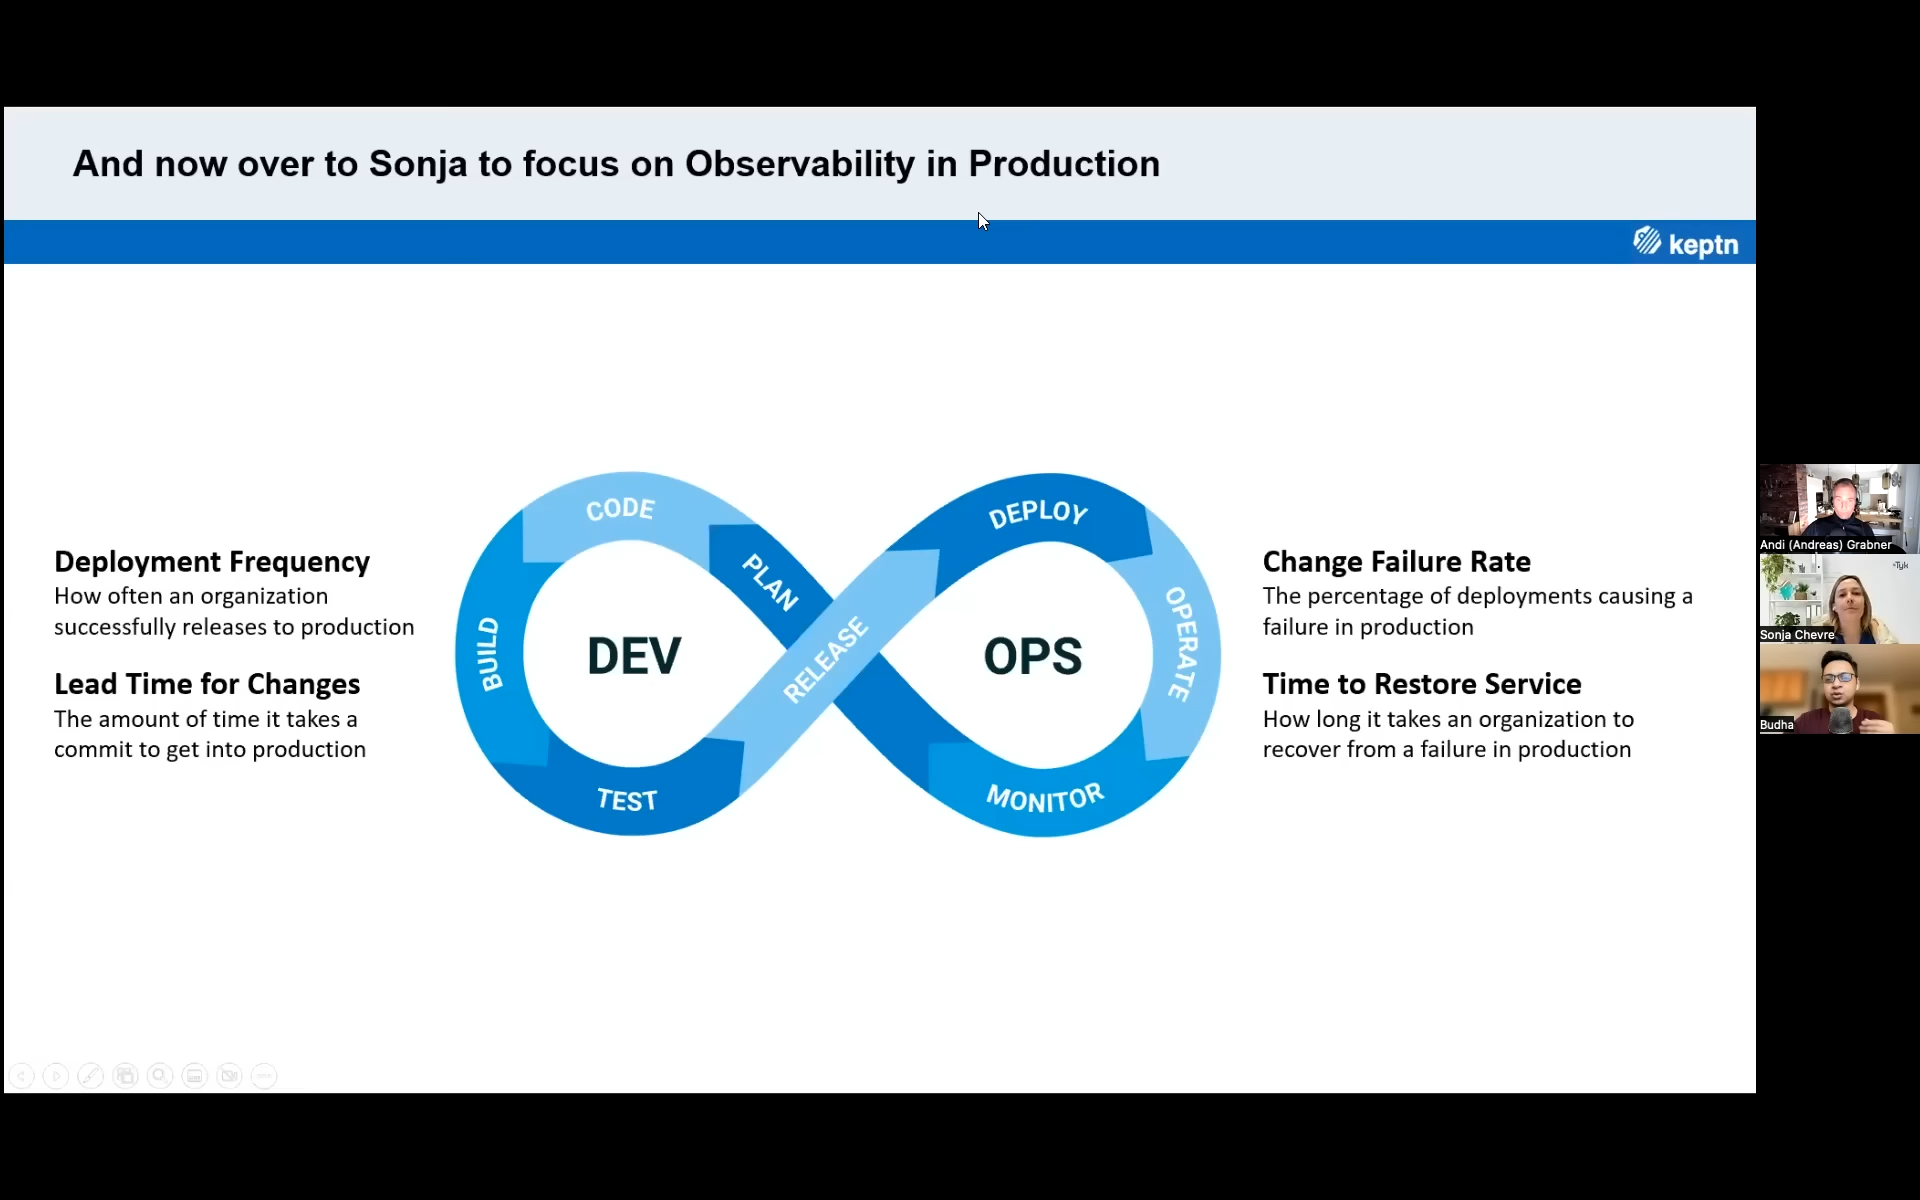 And now over to Sonja to focus on Observability in Production
keptn
Deployment Frequency
How often an organization
successfully releases to production
Lead Time for Changes
The amount of time it takes a
commit to get into production
CODE
PLAN
BUILD
DEV
TEST
RELEASE
DEPLOY
OPERATE
OPS
MONITOR
Change Failure Rate
The percentage of deployments causing a
failure in production
Time to Restore Service
How long it takes an organization to
recover from a failure in production
Andi (Andreas) Grabner
Tyk
Sonja Chevre
Budha